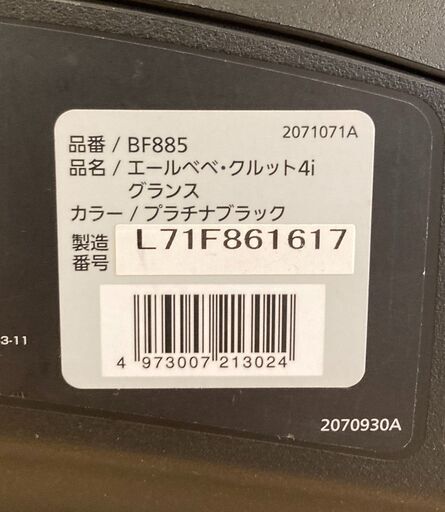 2071071A
品番 / BF885
品名 / エールベベ・クルット4i
グランス
カラー / プラチナブラック
製造
番号
L71F861617
4 973007 213024
3-11
2070930A